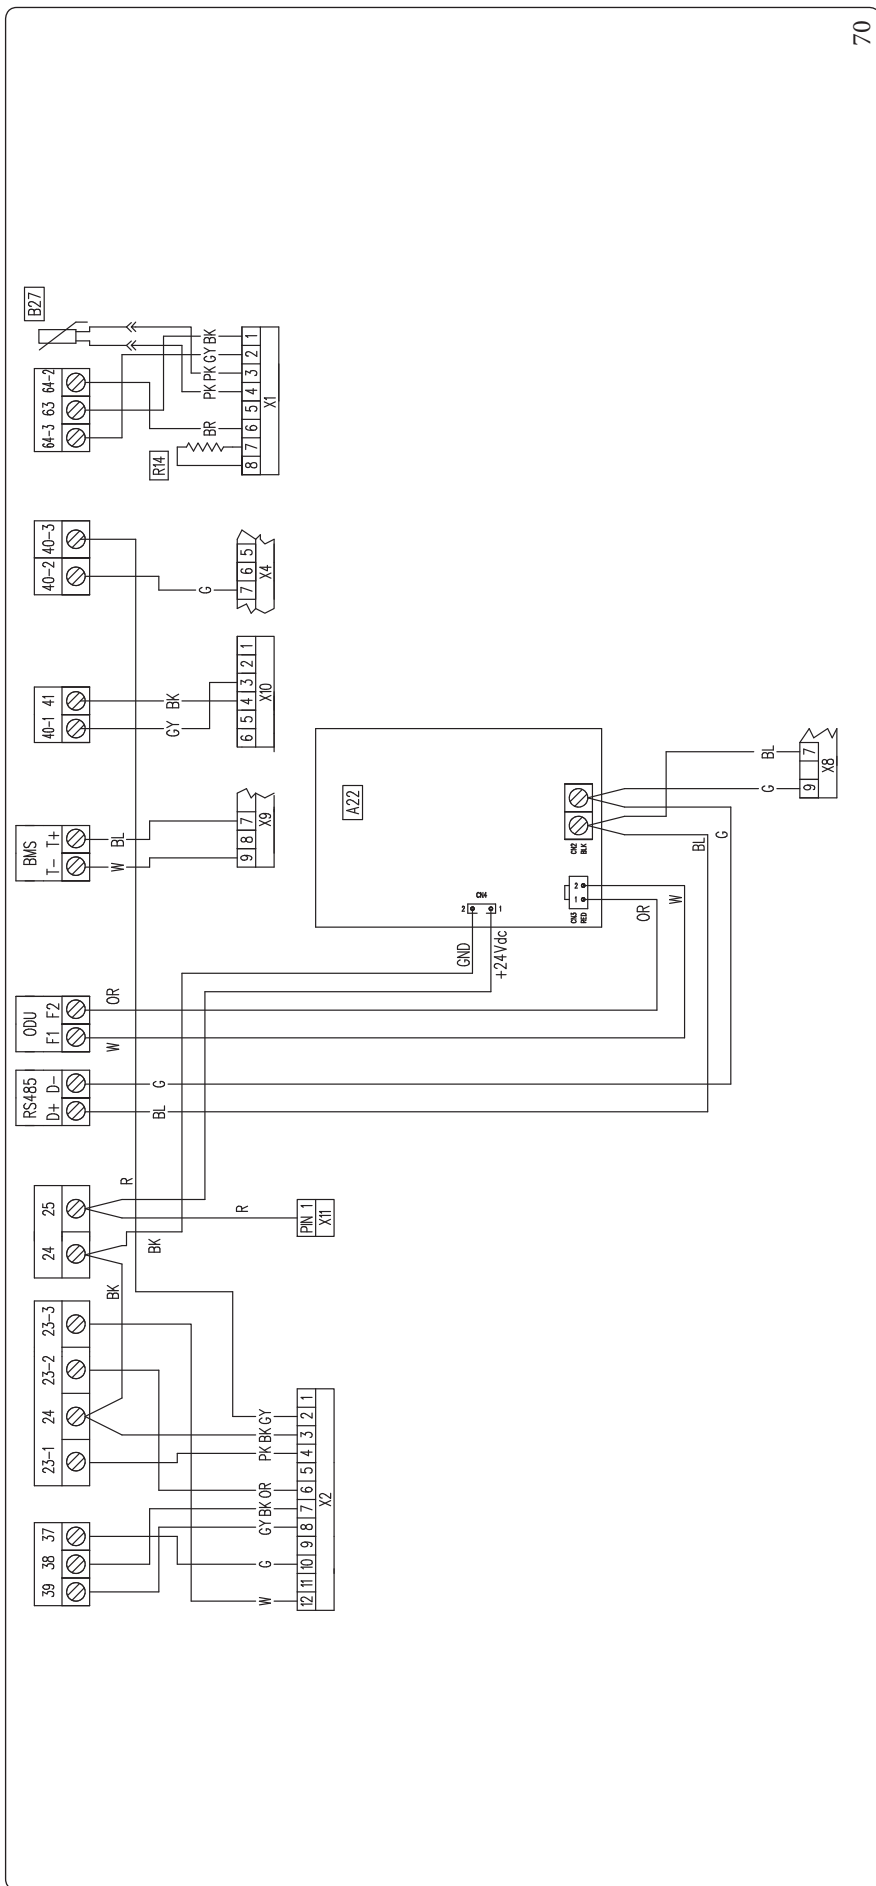 39 38 37
23-1 24 23-2 23-3
24 25
RS485
D+ D-
ODU
F1 F2
BMS
T- T+
40-1 41
40-2 40-3
64-3 63 64-2
B27
BK
BK
R
R
BL G
W OR
W BL
GY BK
G
R14
BR
PK PK GY BK
W G GY BK OR PK BK GY
12 11 10 9 8 7 6 5 4 3 2 1
X2
PIN 1
X11
9 8 7
X9
6 5 4 3 2 1
X10
7 6 5
X4
8 7 6 5 4 3 2 1
X1
A22
GND
+24Vdc
2 CN4 1
1 2
CN3
RED
CN2
BLK
OR W
BL G
G BL
9 7
X8
70